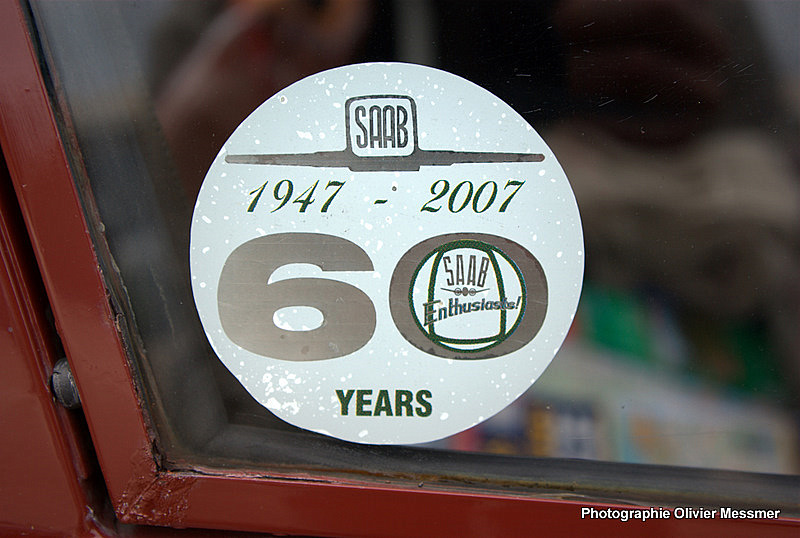 SAAB
1947 - 2007
60
SAAB
Enthusiasts!
YEARS
Photographie Olivier Messmer